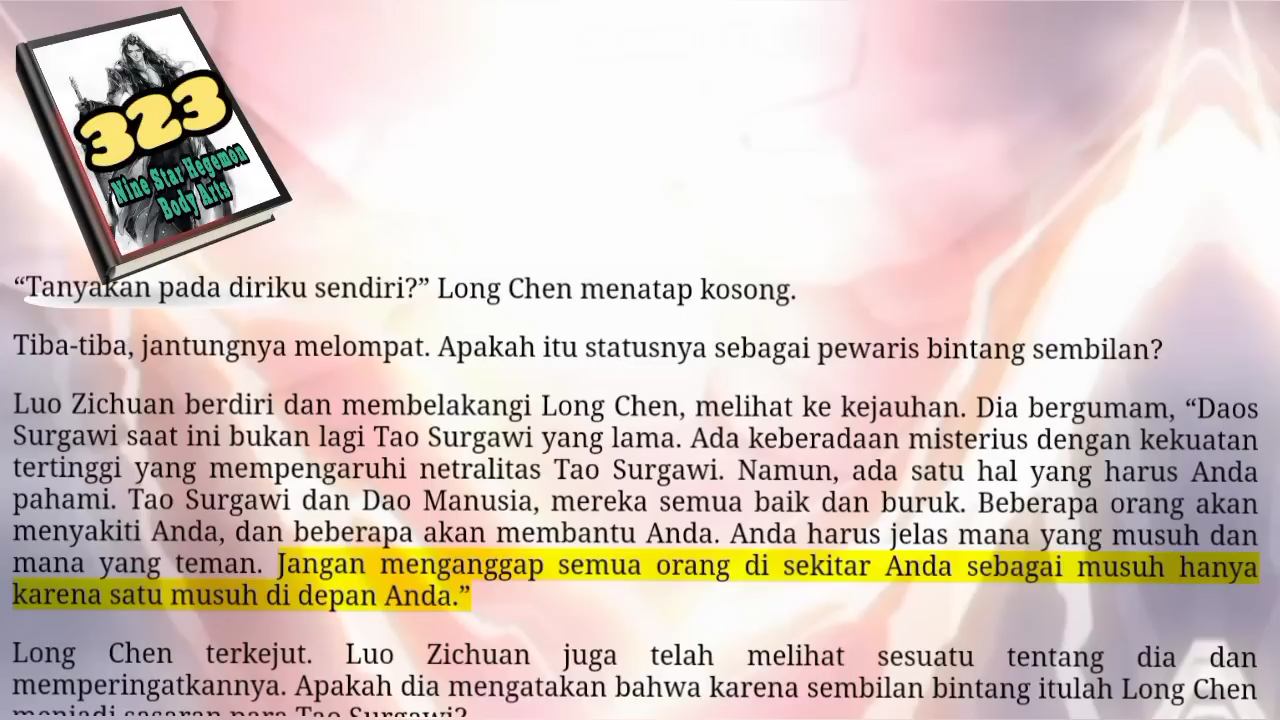 323
Nine Star Hegemon
Body Arts
“Tanyakan pada diriku sendiri?” Long Chen menatap kosong.
Tiba-tiba, jantungnya melompat. Apakah itu statusnya sebagai pewaris bintang sembilan?
Luo Zichuan berdiri dan membelakangi Long Chen, melihat ke kejauhan. Dia bergumam, “Daos
Surgawi saat ini bukan lagi Tao Surgawi yang lama. Ada keberadaan misterius dengan kekuatan
tertinggi yang mempengaruhi netralitas Tao Surgawi. Namun, ada satu hal yang harus Anda
pahami. Tao Surgawi dan Dao Manusia, mereka semua baik dan buruk. Beberapa orang akan
menyakiti Anda, dan beberapa akan membantu Anda. Anda harus jelas mana yang musuh dan
mana yang teman. Jangan menganggap semua orang di sekitar Anda sebagai musuh hanya
karena satu musuh di depan Anda.”
Long Chen terkejut. Luo Zichuan juga telah melihat sesuatu tentang dia dan
memperingatkannya. Apakah dia mengatakan bahwa karena sembilan bintang itulah Long Chen
menjadi sasaran para Tao Surgawi?